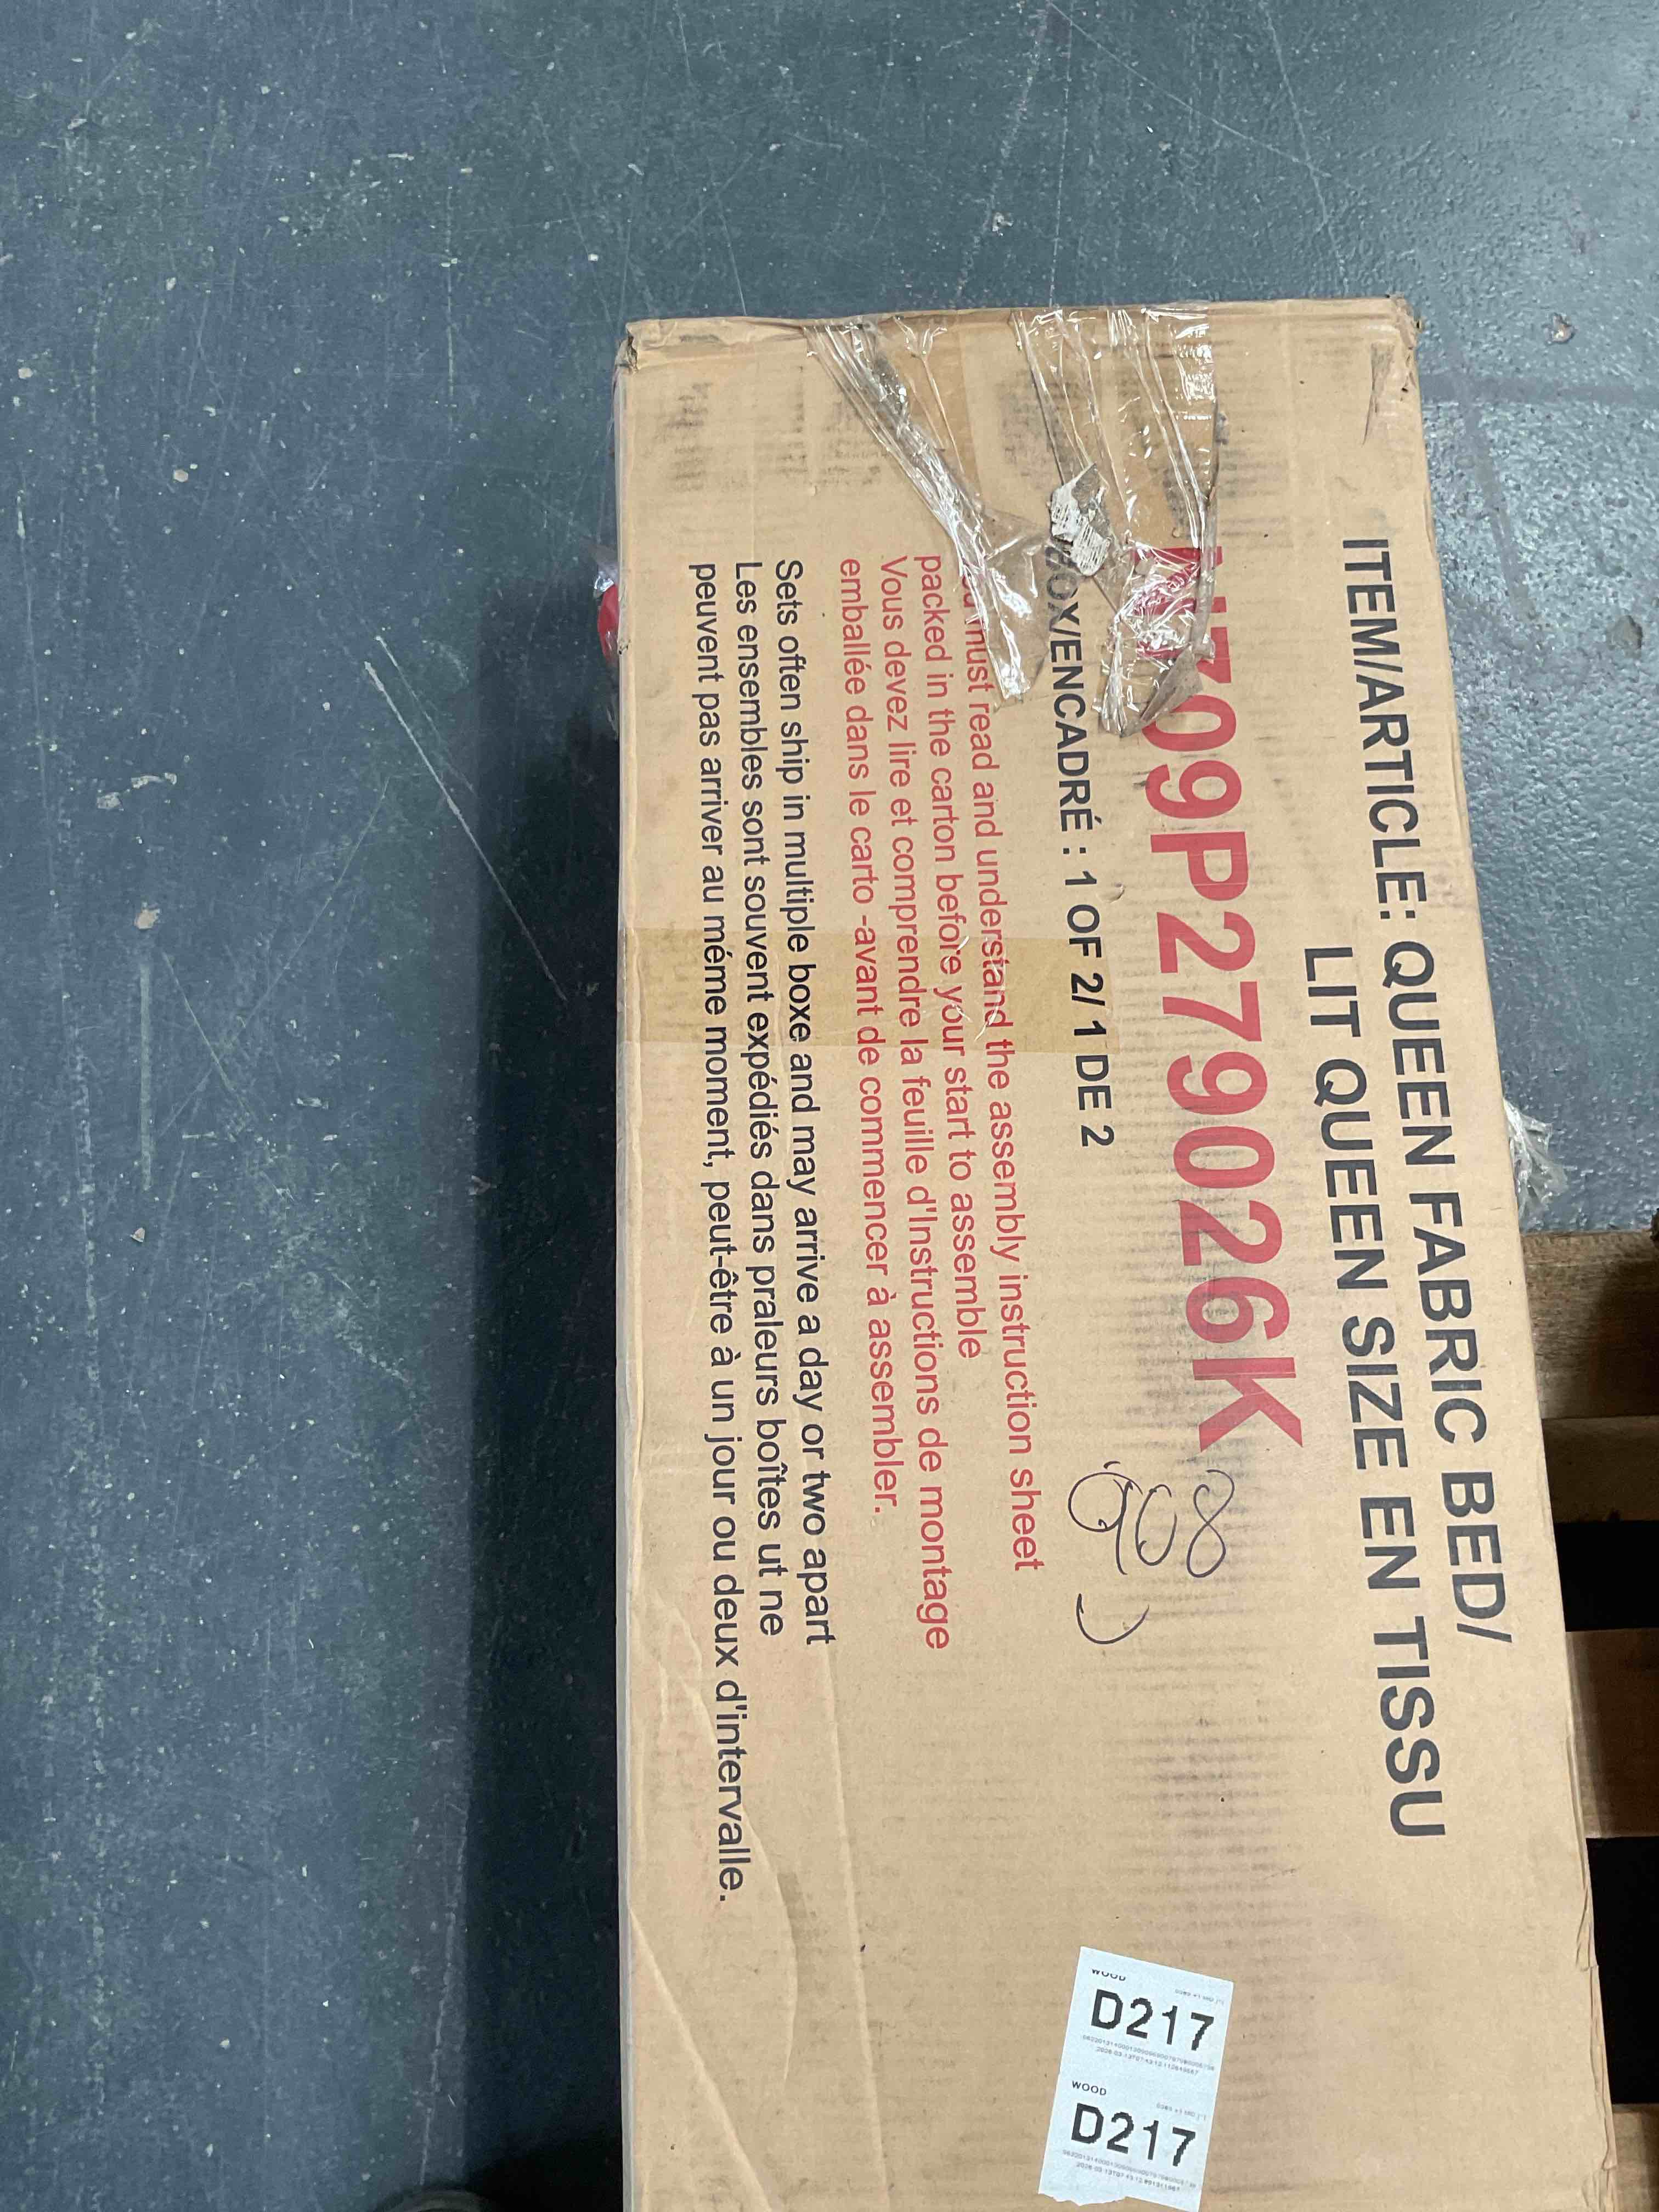 ITEM/ARTICLE: QUEEN FABRIC BED/
LIT QUEEN SIZE EN TISSU
709P279026K
BOX/ENCADRÉ : 1 OF 2/ 1 DE 2
must read and understand the assembly instruction sheet
packed in the carton before your start to assemble
Vous devez lire et comprendre la feuille d'Instructions de montage
emballée dans le carto -avant de commencer à assembler.
Sets often ship in multiple boxe and may arrive a day or two apart
Les ensembles sont souvent expédiés dans praleurs boîtes ut ne
peuvent pas arriver au méme moment, peut-être à un jour ou deux d'intervalle.
WOOD
D217
WOOD
D217